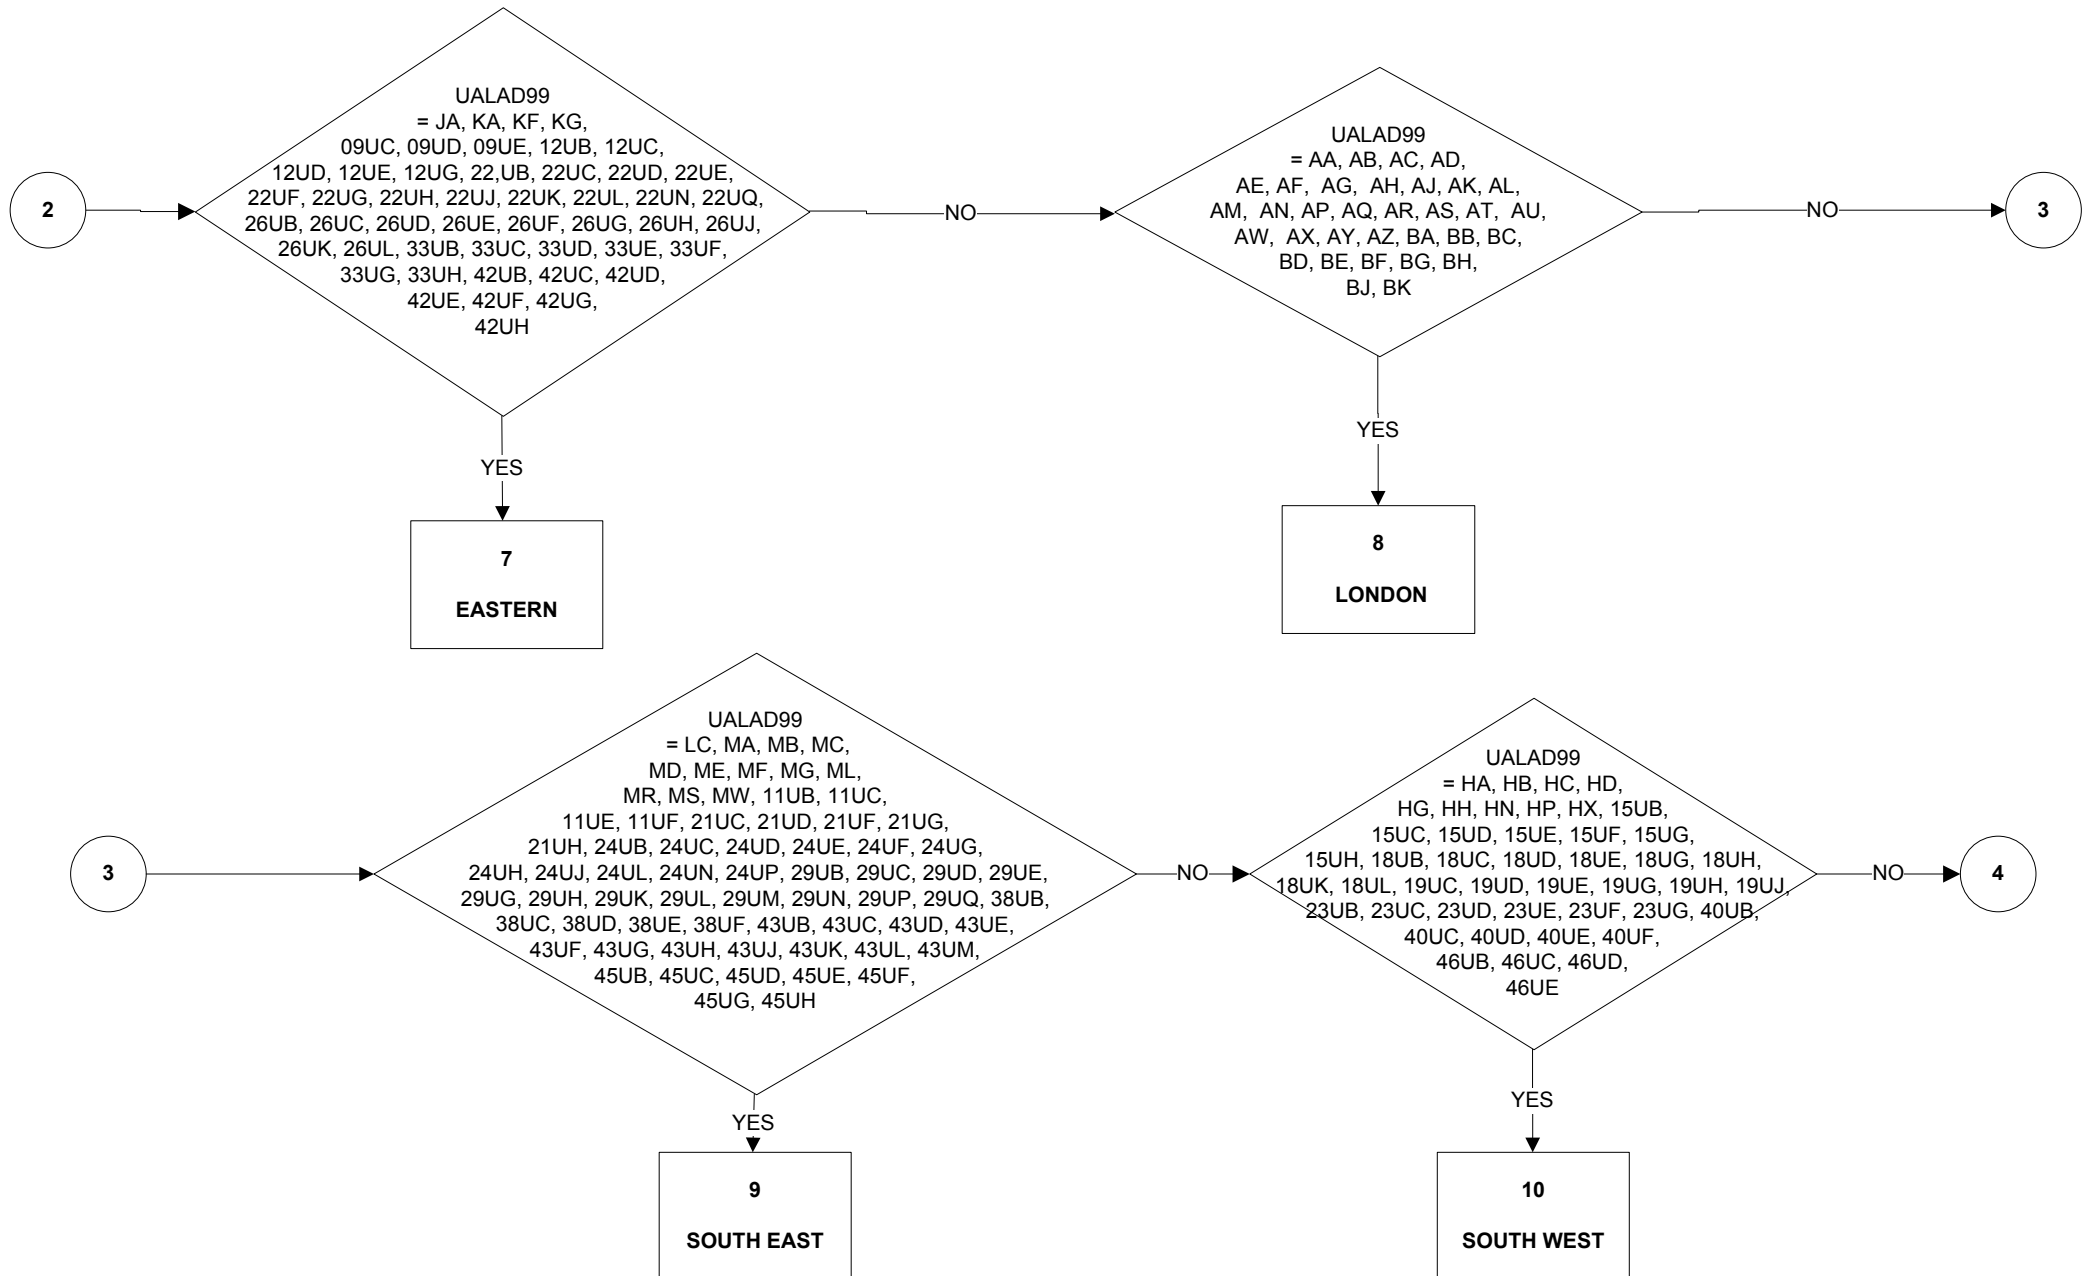 2
UALAD99
= JA, KA, KF, KG,
09UC, 09UD, 09UE, 12UB, 12UC,
12UD, 12UE, 12UG, 22,UB, 22UC, 22UD, 22UE,
22UF, 22UG, 22UH, 22UJ, 22UK, 22UL, 22UN, 22UQ,
26UB, 26UC, 26UD, 26UE, 26UF, 26UG, 26UH, 26UJ,
26UK, 26UL, 33UB, 33UC, 33UD, 33UE, 33UF,
33UG, 33UH, 42UB, 42UC, 42UD,
42UE, 42UF, 42UG,
42UH
NO
UALAD99
= AA, AB, AC, AD,
AE, AF, AG, AH, AJ, AK, AL,
AM, AN, AP, AQ, AR, AS, AT, AU,
AW, AX, AY, AZ, BA, BB, BC,
BD, BE, BF, BG, BH,
BJ, BK
NO
3
YES
YES
7
EASTERN
8
LONDON
3
UALAD99
= LC, MA, MB, MC,
MD, ME, MF, MG, ML,
MR, MS, MW, 11UB, 11UC,
11UE, 11UF, 21UC, 21UD, 21UF, 21UG,
21UH, 24UB, 24UC, 24UD, 24UE, 24UF, 24UG,
24UH, 24UJ, 24UL, 24UN, 24UP, 29UB, 29UC, 29UD, 29UE,
29UG, 29UH, 29UK, 29UL, 29UM, 29UN, 29UP, 29UQ, 38UB,
38UC, 38UD, 38UE, 38UF, 43UB, 43UC, 43UD, 43UE,
43UF, 43UG, 43UH, 43UJ, 43UK, 43UL, 43UM,
45UB, 45UC, 45UD, 45UE, 45UF,
45UG, 45UH
NO
UALAD99
= HA, HB, HC, HD,
HG, HH, HN, HP, HX, 15UB,
15UC, 15UD, 15UE, 15UF, 15UG,
15UH, 18UB, 18UC, 18UD, 18UE, 18UG, 18UH,
18UK, 18UL, 19UC, 19UD, 19UE, 19UG, 19UH, 19UJ,
23UB, 23UC, 23UD, 23UE, 23UF, 23UG, 40UB,
40UC, 40UD, 40UE, 40UF,
46UB, 46UC, 46UD,
46UE
NO
4
YES
YES
9
SOUTH EAST
10
SOUTH WEST